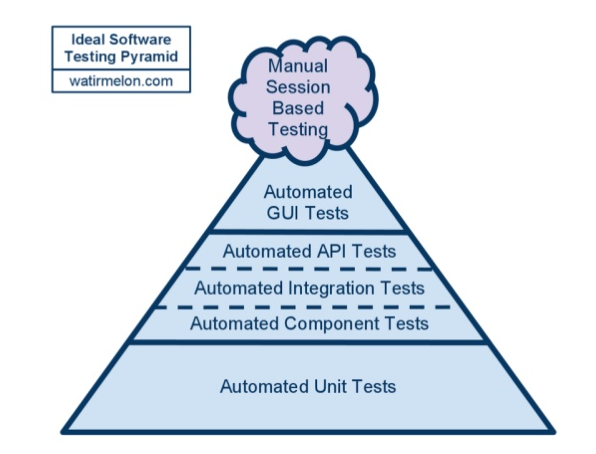 Ideal Software
Testing Pyramid
watirmelon.com
Manual
Session
Based
Testing
Automated
GUI Tests
Automated API Tests
Automated Integration Tests
Automated Component Tests
Automated Unit Tests